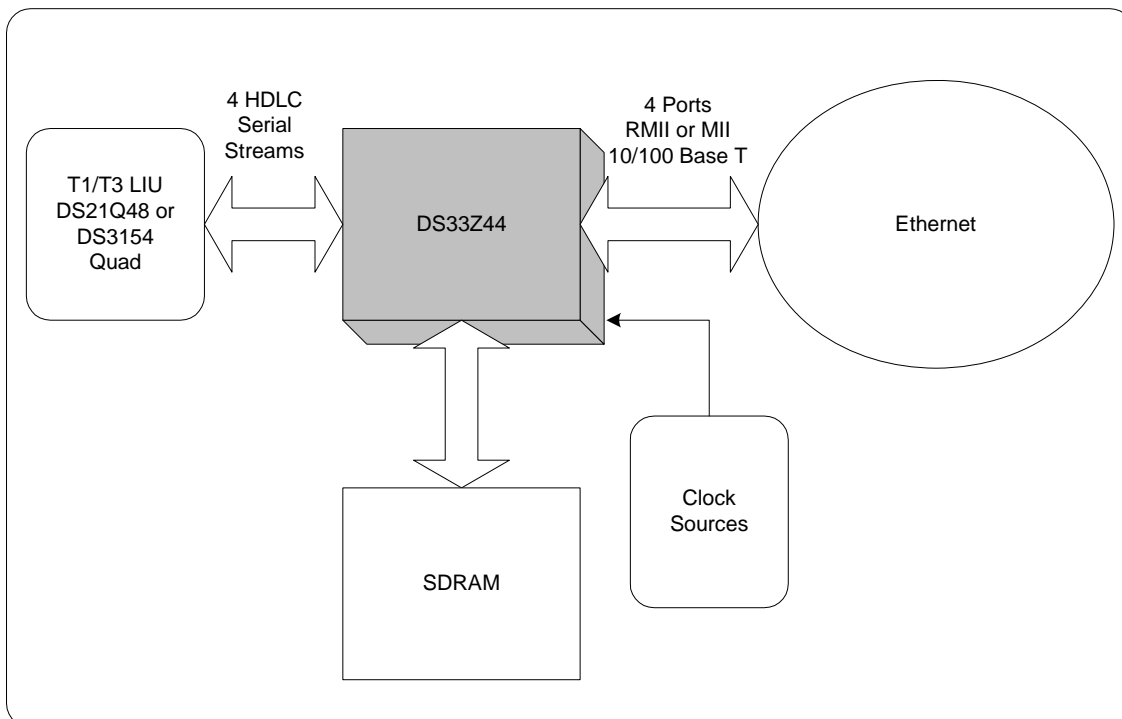 4 HDLC
Serial
Streams
4 Ports
RMII or MII
10/100 Base T
T1/T3 LIU
DS21Q48 or
DS3154
Quad
DS33Z44
Ethernet
Clock
Sources
SDRAM